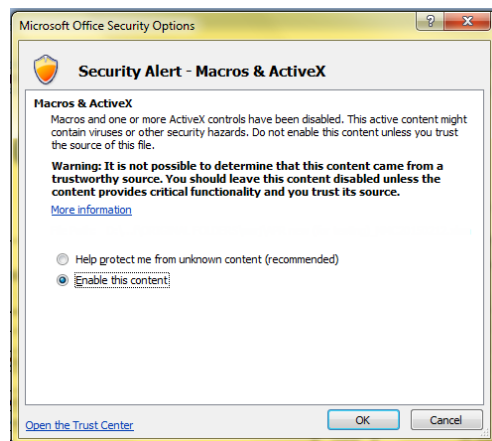 Microsoft Office Security Options
?
X
Security Alert - Macros & ActiveX
Macros & ActiveX
Macros and one or more ActiveX controls have been disabled. This active content might
contain viruses or other security hazards. Do not enable this content unless you trust
the source of this file.
Warning: It is not possible to determine that this content came from a
trustworthy source. You should leave this content disabled unless the
content provides critical functionality and you trust its source.
More information
Help protect me from unknown content (recommended)
Enable this content
Open the Trust Center
OK
Cancel